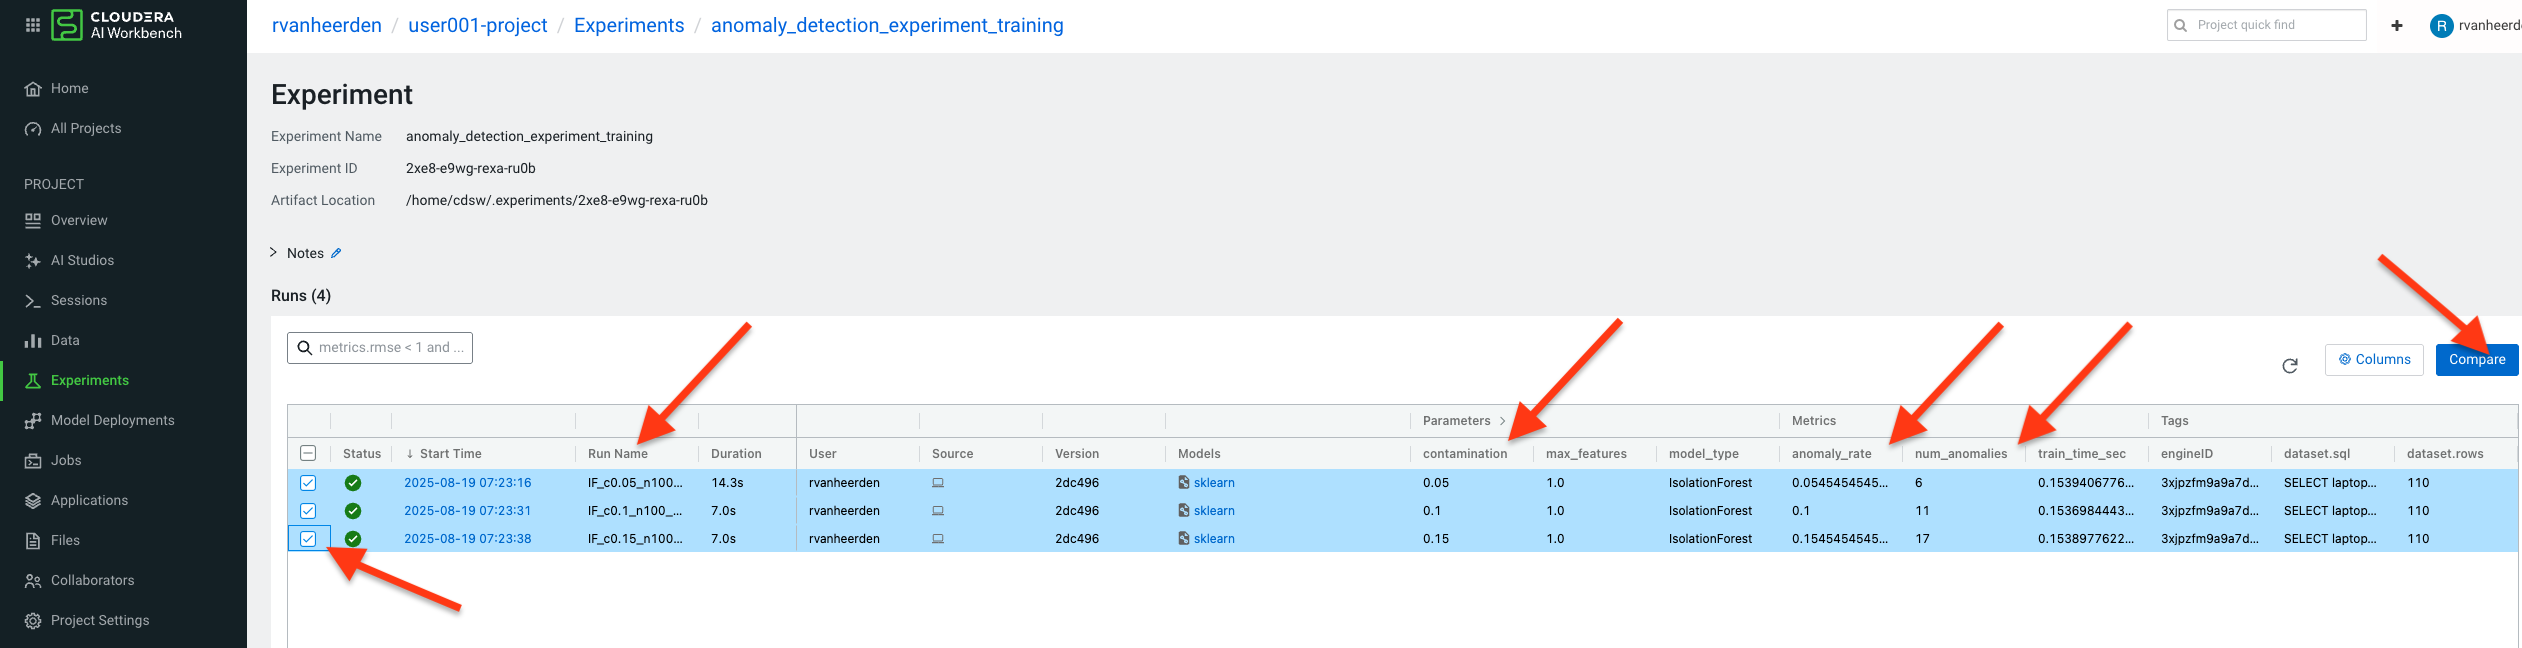 CLOUDERA
AI Workbench
rvanheerden / user001-project / Experiments / anomaly_detection_experiment_training
Project quick find
R
rvanheerde
Home
All Projects
PROJECT
Overview
AI Studios
Sessions
Data
Experiments
Model Deployments
Jobs
Applications
Files
Collaborators
Project Settings
Experiment
Experiment Name anomaly_detection_experiment_training
Experiment ID 2xe8-e9wg-rexa-ru0b
Artifact Location /home/cdsw/.experiments/2xe8-e9wg-rexa-ru0b
Notes
Runs (4)
metrics.rmse < 1 and ...
Columns
Compare
Parameters Metrics Tags
Status ↓ Start Time Run Name Duration User Source Version Models contamination max_features model_type anomaly_rate num_anomalies train_time_sec engineID dataset.sql dataset.rows
2025-08-19 07:23:16 IF_c0.05_n100... 14.3s rvanheerden 2dc496 sklearn 0.05 1.0 IsolationForest 0.0545454545... 6 0.1539406776... 3xjpzfm9a9a7d... SELECT laptop... 110
2025-08-19 07:23:31 IF_c0.1_n100_... 7.0s rvanheerden 2dc496 sklearn 0.1 1.0 IsolationForest 0.1 11 0.1536984443... 3xjpzfm9a9a7d... SELECT laptop... 110
2025-08-19 07:23:38 IF_c0.15_n100... 7.0s rvanheerden 2dc496 sklearn 0.15 1.0 IsolationForest 0.1545454545... 17 0.1538977622... 3xjpzfm9a9a7d... SELECT laptop... 110